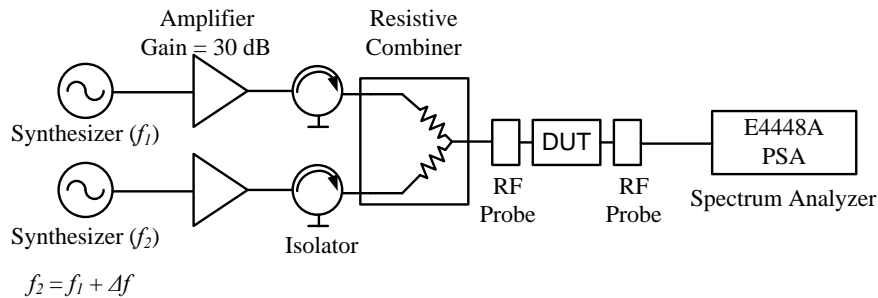 Amplifier
Gain = 30 dB
Resistive
Combiner
Synthesizer (f₁)
DUT
E4448A
PSA
RF
Probe
RF
Probe
Spectrum Analyzer
Synthesizer (f₂)
Isolator
f₂ = f₁ + Δf